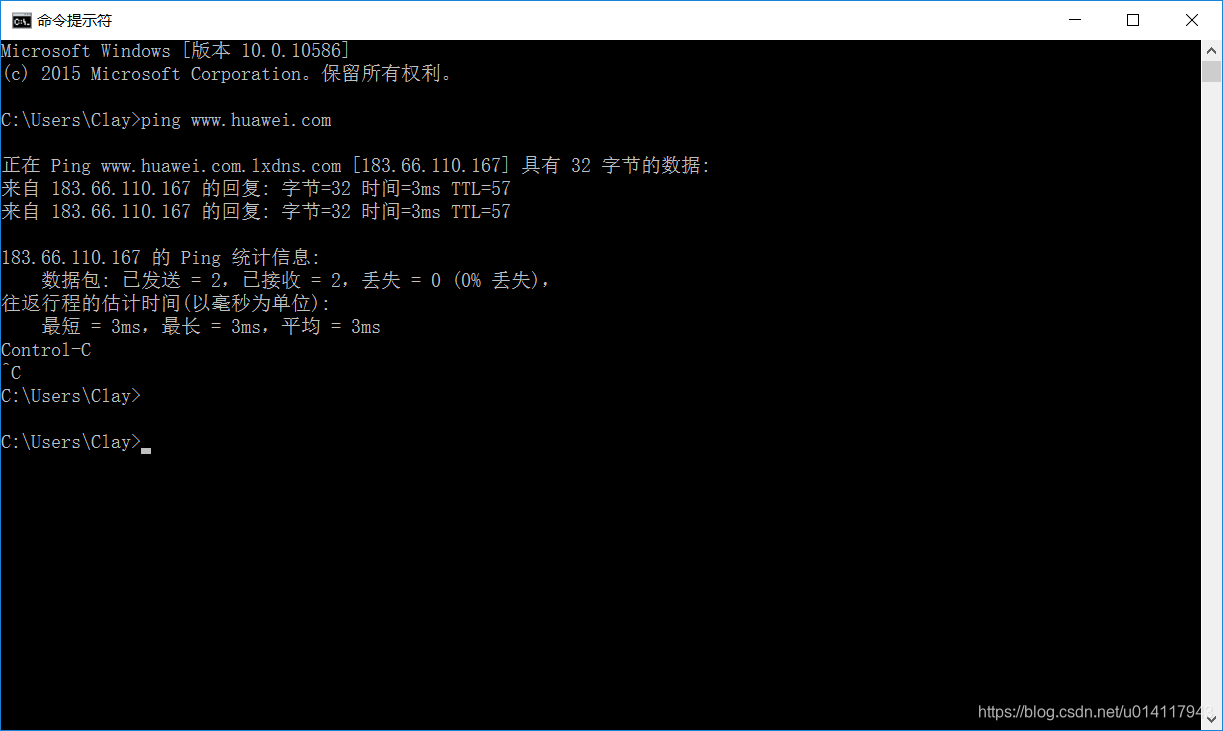 命令提示符
Microsoft Windows [版本 10.0.10586]
(c) 2015 Microsoft Corporation。保留所有权利。
C:\Users\Clay>ping www.huawei.com
正在 Ping www.huawei.com.lxdns.com [183.66.110.167] 具有 32 字节的数据:
来自 183.66.110.167 的回复: 字节=32 时间=3ms TTL=57
来自 183.66.110.167 的回复: 字节=32 时间=3ms TTL=57
183.66.110.167 的 Ping 统计信息:
    数据包: 已发送 = 2，已接收 = 2，丢失 = 0 (0% 丢失)，
往返行程的估计时间(以毫秒为单位):
    最短 = 3ms，最长 = 3ms，平均 = 3ms
Control-C
^C
C:\Users\Clay>
C:\Users\Clay>
https://blog.csdn.net/u014117943